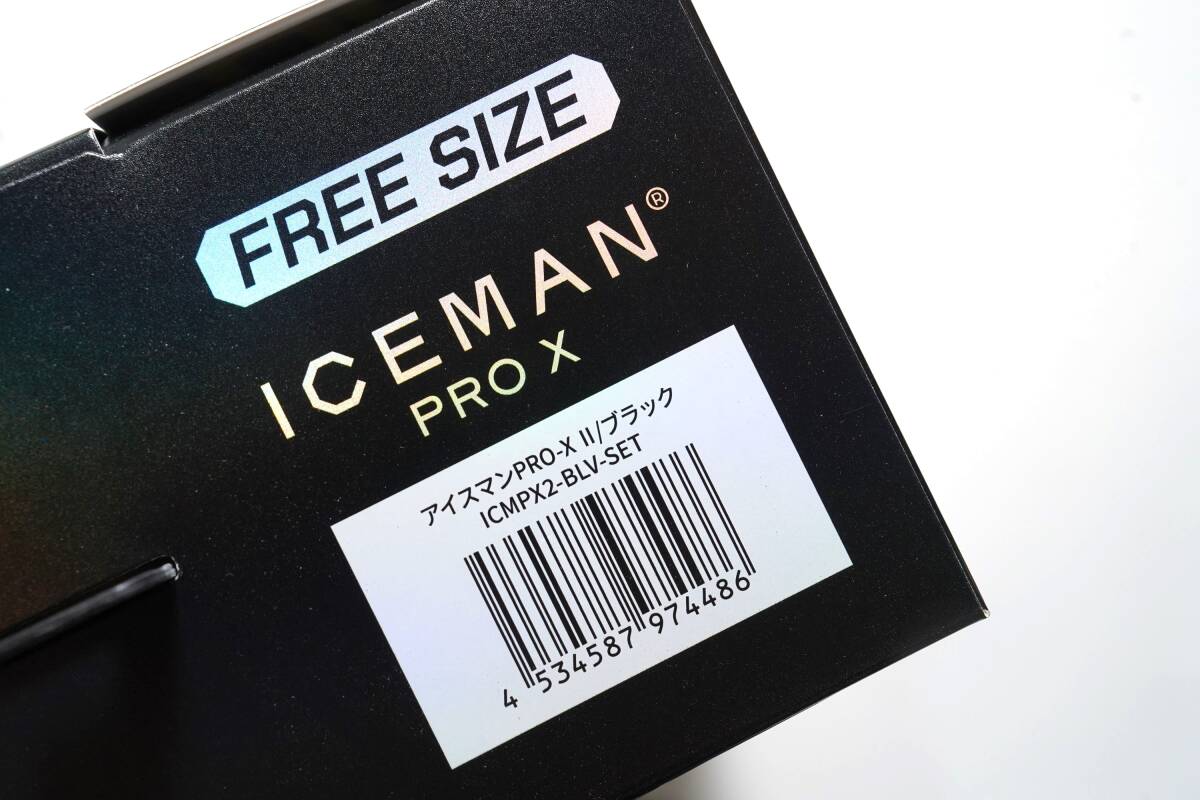 FREE SIZE
ICEMAN®
PRO X
アイスマンPRO-X II/ブラック
ICMPX2-BLV-SET
4 534587 974486